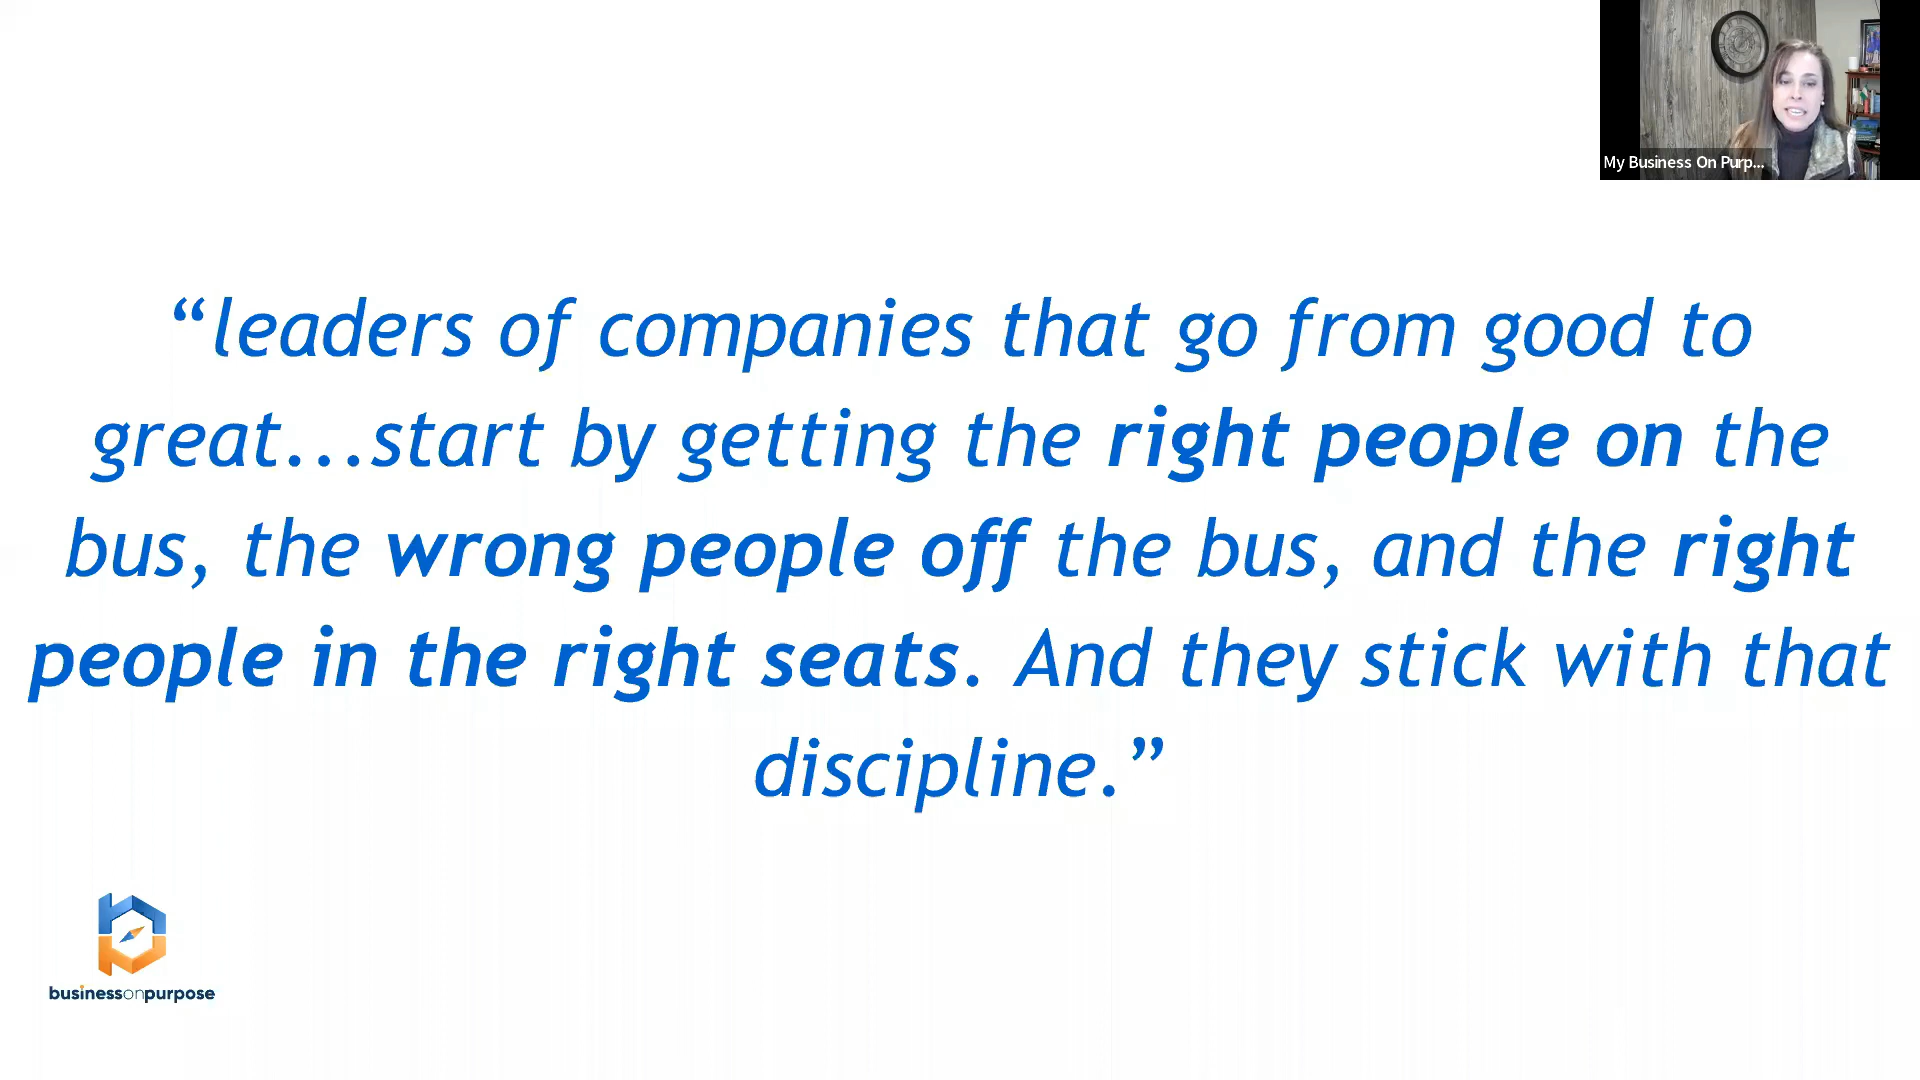 My Business On Purp...
“leaders of companies that go from good to
great...start by getting the right people on the
bus, the wrong people off the bus, and the right
people in the right seats. And they stick with that
discipline.”
businessonpurpose